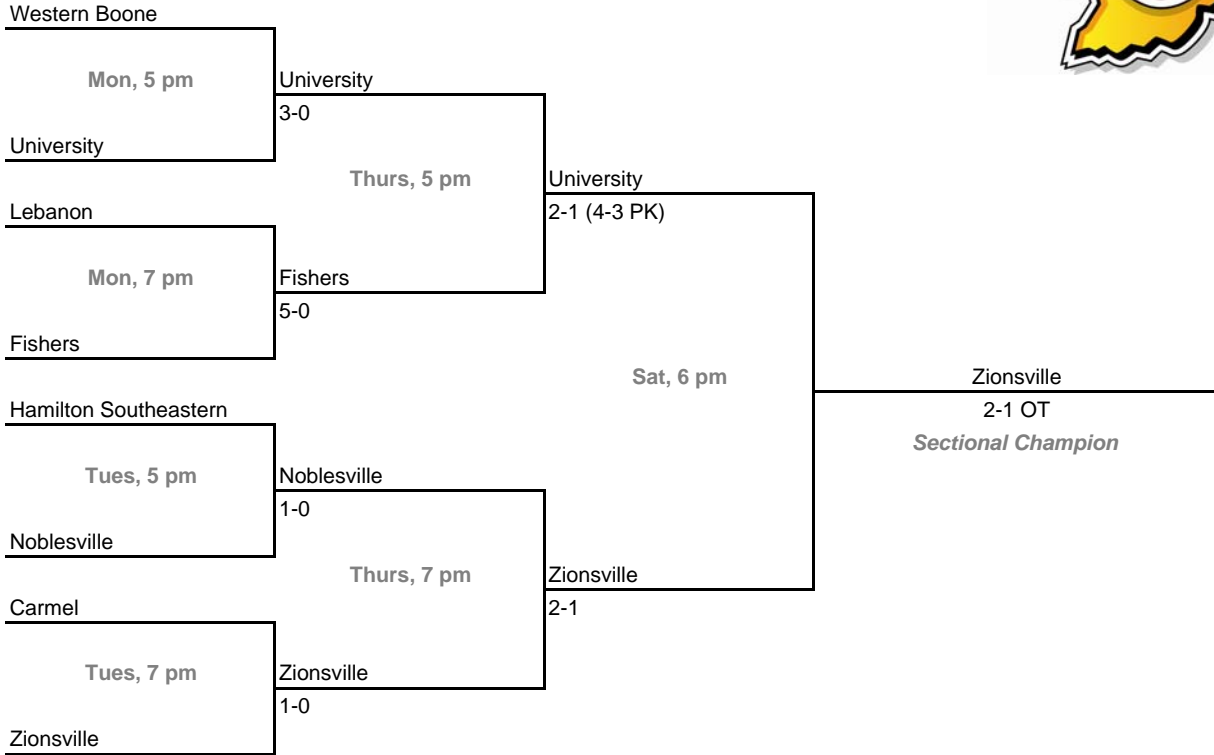 Western Boone
Mon, 5 pm
University
3-0
University
Thurs, 5 pm
University
2-1 (4-3 PK)
Lebanon
Mon, 7 pm
Fishers
5-0
Fishers
Sat, 6 pm
Zionsville
2-1 OT
Sectional Champion
Hamilton Southeastern
Tues, 5 pm
Noblesville
1-0
Noblesville
Thurs, 7 pm
Zionsville
2-1
Carmel
Tues, 7 pm
Zionsville
1-0
Zionsville